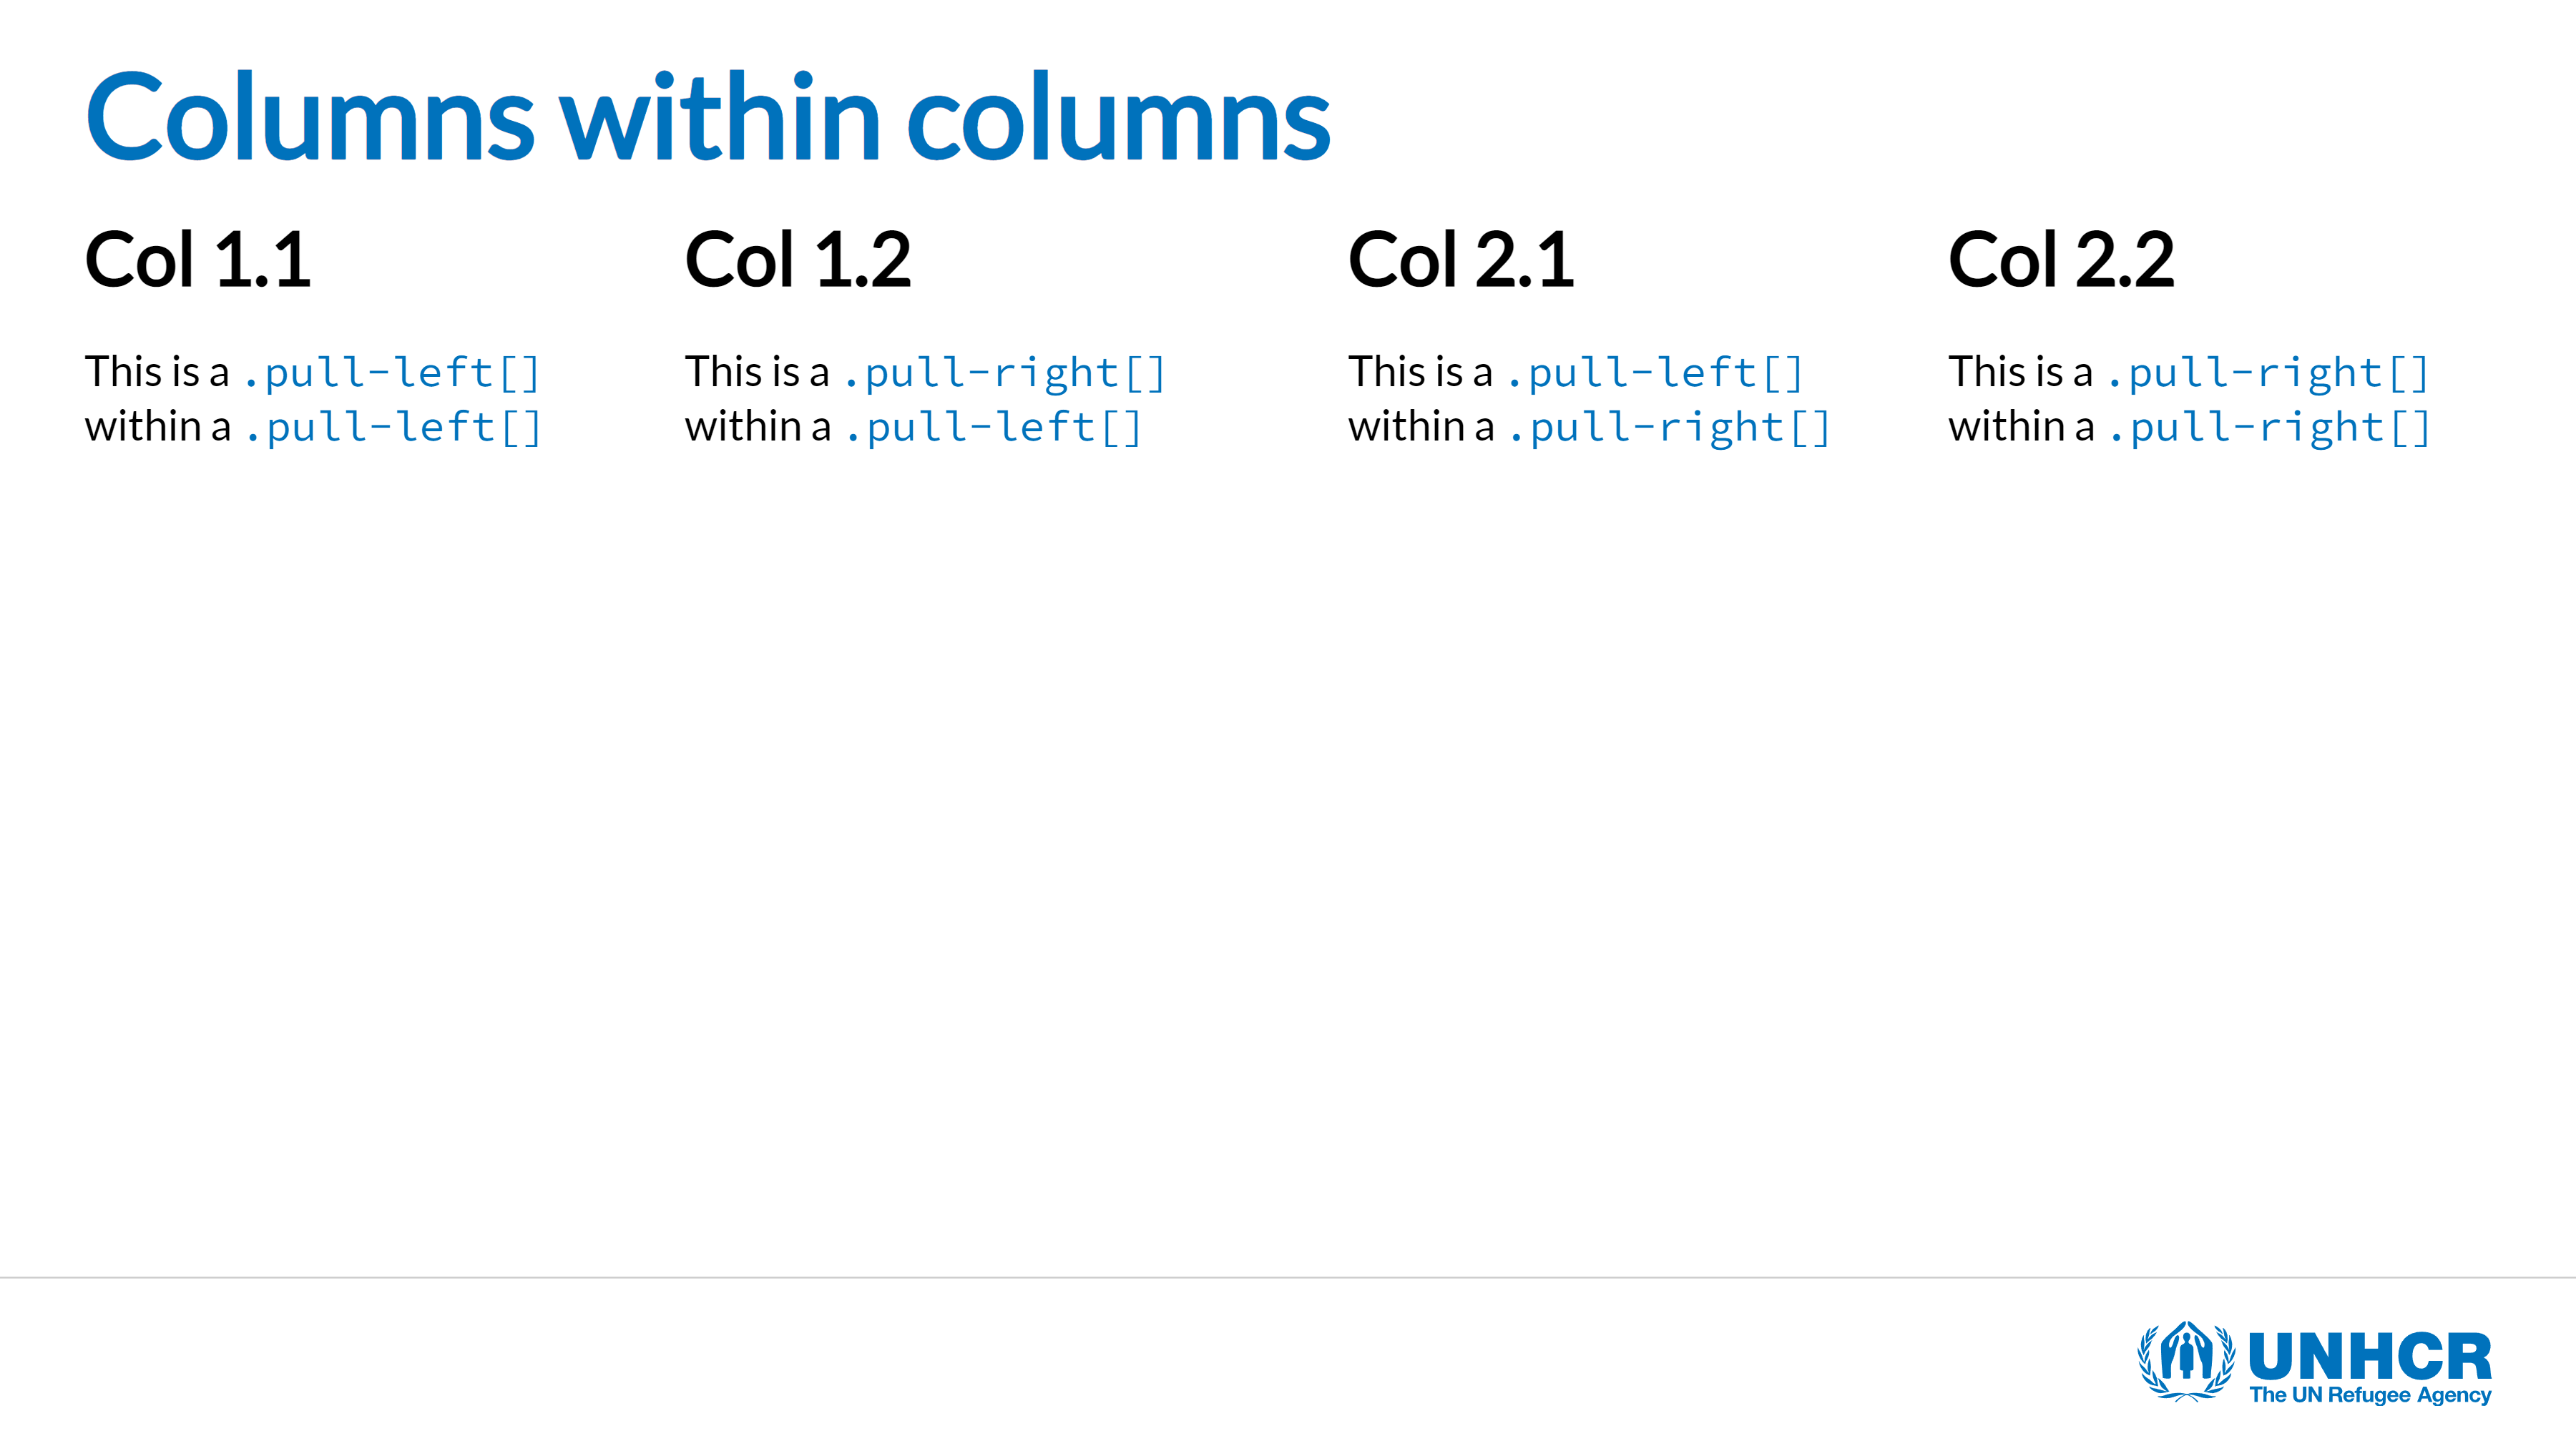 Columns within columns
Col 1.1
This is a .pull-left[]
within a .pull-left[]
Col 1.2
This is a .pull-right[]
within a .pull-left[]
Col 2.1
This is a .pull-left[]
within a .pull-right[]
Col 2.2
This is a .pull-right[]
within a .pull-right[]
UNHCR
The UN Refugee Agency